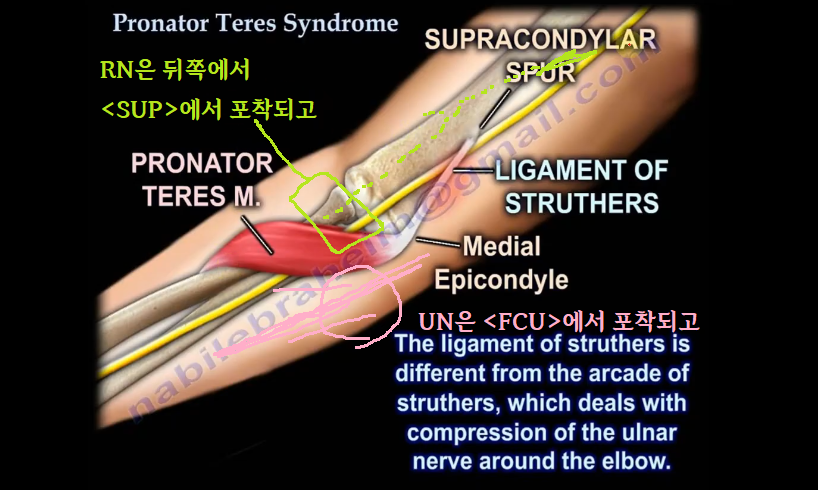 Pronator Teres Syndrome
SUPRACONDYLAR
SPUR
RN은 뒤쪽에서
<SUP>에서 포착되고
PRONATOR
TERES M.
LIGAMENT OF
STRUTHERS
Medial
Epicondyle
UN은 <FCU>에서 포착되고
The ligament of struthers is
different from the arcade of
struthers, which deals with
compression of the ulnar
nerve around the elbow.